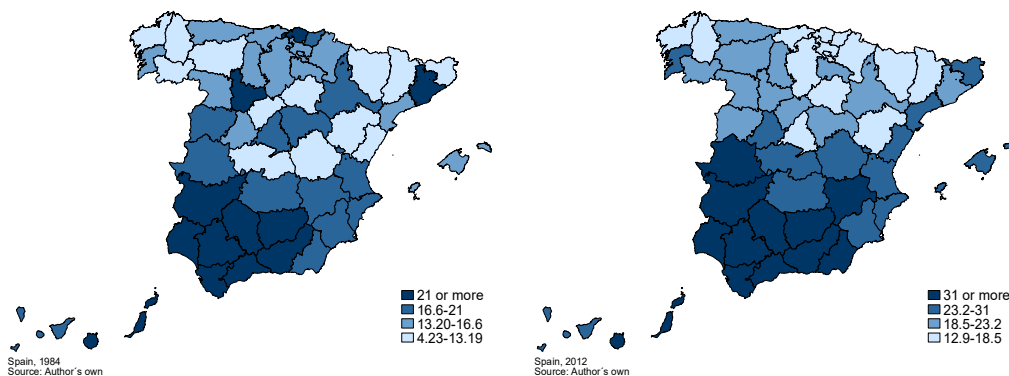 21 or more
16.6-21
13.20-16.6
4.23-13.19
Spain, 1984
Source: Author´s own
31 or more
23.2-31
18.5-23.2
12.9-18.5
Spain, 2012
Source: Author´s own